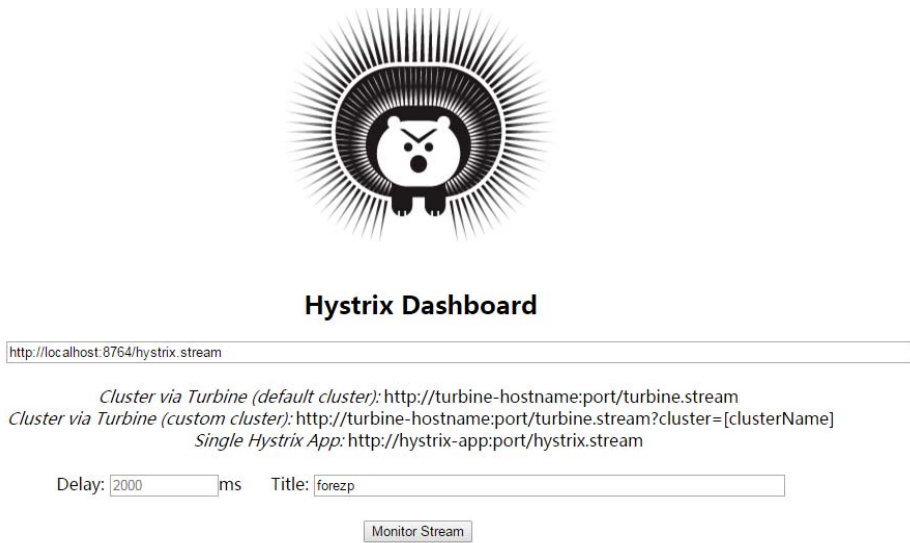 Hystrix Dashboard
http://localhost:8764/hystrix.stream
Cluster via Turbine (default cluster): http://turbine-hostname:port/turbine.stream
Cluster via Turbine (custom cluster): http://turbine-hostname:port/turbine.stream?cluster=[clusterName]
Single Hystrix App: http://hystrix-app:port/hystrix.stream
Delay: 2000 ms Title: forezp
Monitor Stream